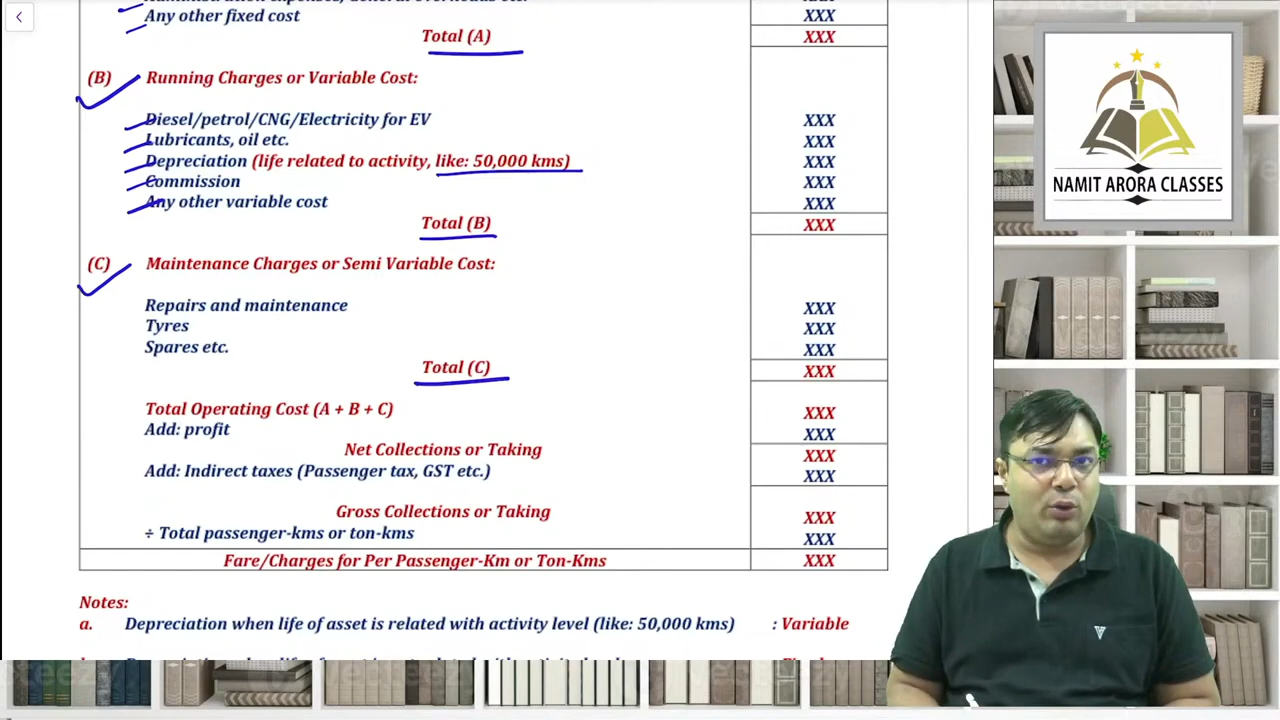 Any other fixed cost XXX
Total (A) XXX
(B) Running Charges or Variable Cost:
Diesel/petrol/CNG/Electricity for EV XXX
Lubricants, oil etc. XXX
Depreciation (life related to activity, like: 50,000 kms) XXX
Commission XXX
Any other variable cost XXX
Total (B) XXX
(C) Maintenance Charges or Semi Variable Cost:
Repairs and maintenance XXX
Tyres XXX
Spares etc. XXX
Total (C) XXX
Total Operating Cost (A + B + C) XXX
Add: profit XXX
Net Collections or Taking XXX
Add: Indirect taxes (Passenger tax, GST etc.) XXX
Gross Collections or Taking XXX
÷ Total passenger-kms or ton-kms XXX
Fare/Charges for Per Passenger-Km or Ton-Kms XXX
Notes:
a. Depreciation when life of asset is related with activity level (like: 50,000 kms) : Variable
NAMIT ARORA CLASSES